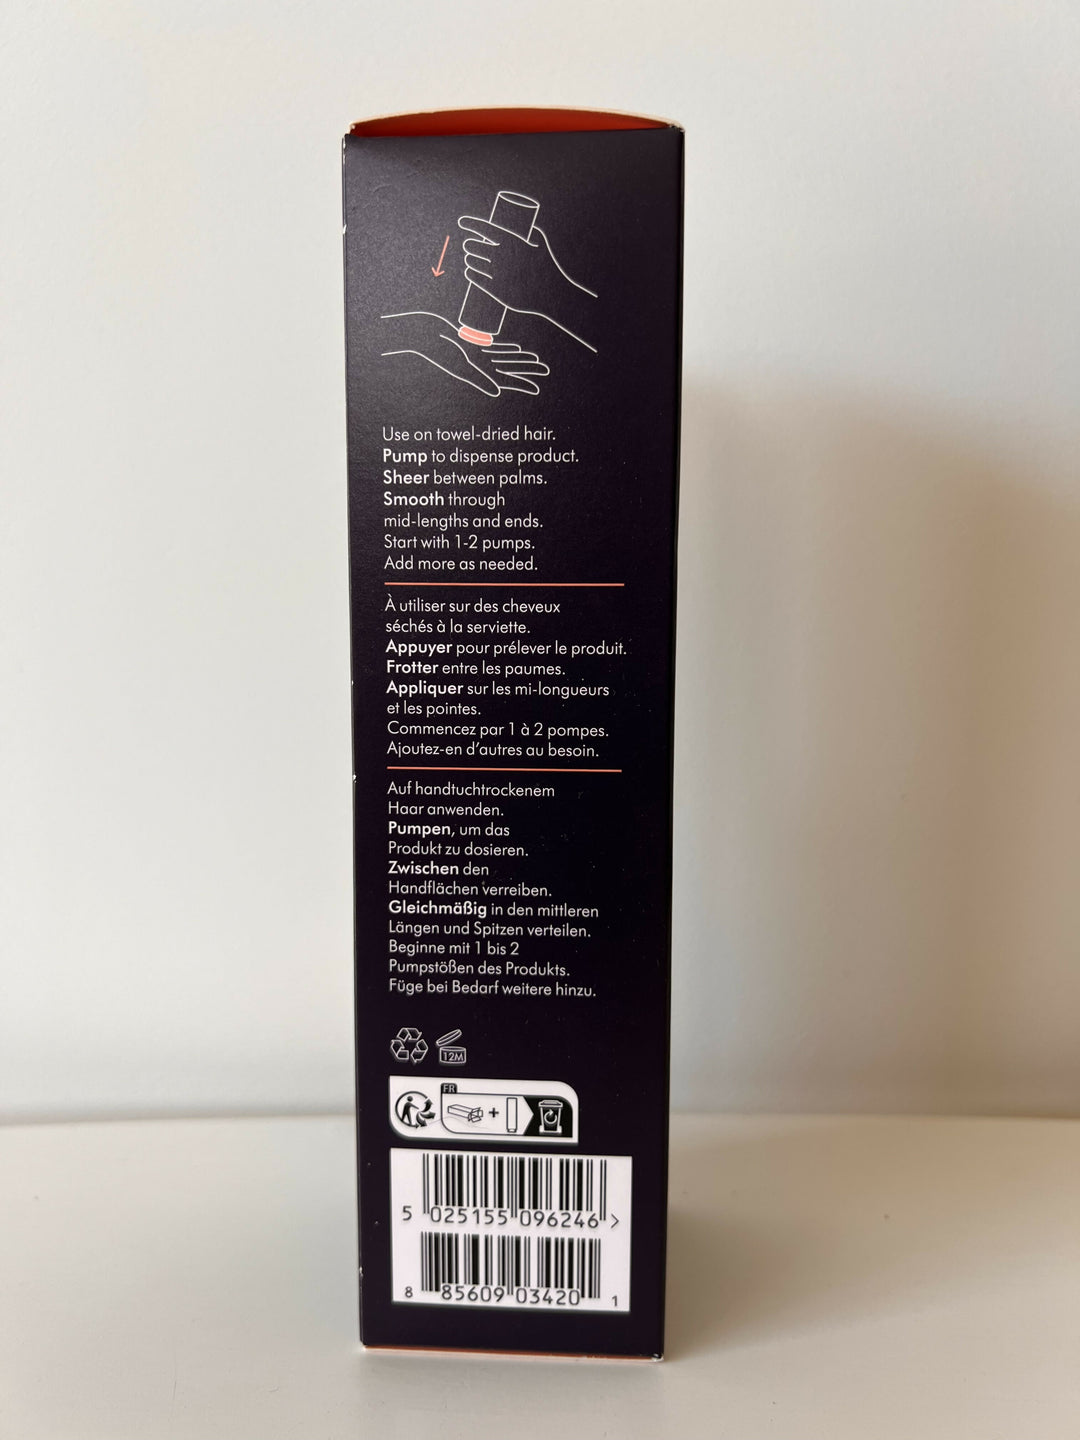 Use on towel-dried hair.
Pump to dispense product.
Sheer between palms.
Smooth through
mid-lengths and ends.
Start with 1-2 pumps.
Add more as needed.
À utiliser sur des cheveux
séchés à la serviette.
Appuyer pour prélever le produit.
Frotter entre les paumes.
Appliquer sur les mi-longueurs
et les pointes.
Commencez par 1 à 2 pompes.
Ajoutez-en d'autres au besoin.
Auf handtuchtrockenem
Haar anwenden.
Pumpen, um das
Produkt zu dosieren.
Zwischen den
Handflächen verreiben.
Gleichmäßig in den mittleren
Längen und Spitzen verteilen.
Beginne mit 1 bis 2
Pumpstößen des Produkts.
Füge bei Bedarf weitere hinzu.
12M
FR
+
5 025155 096246 >
8 85609 03420 1